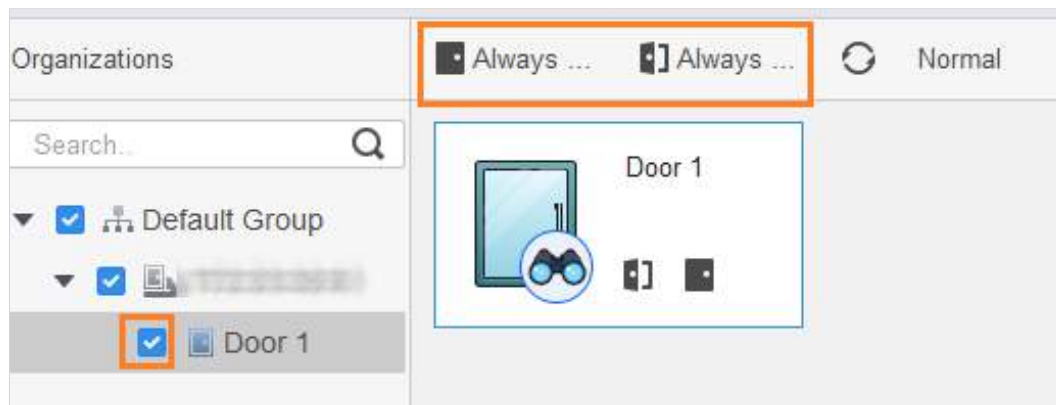 Organizations
Always ...
Always ...
Normal
Search..
Default Group
Door 1
Door 1